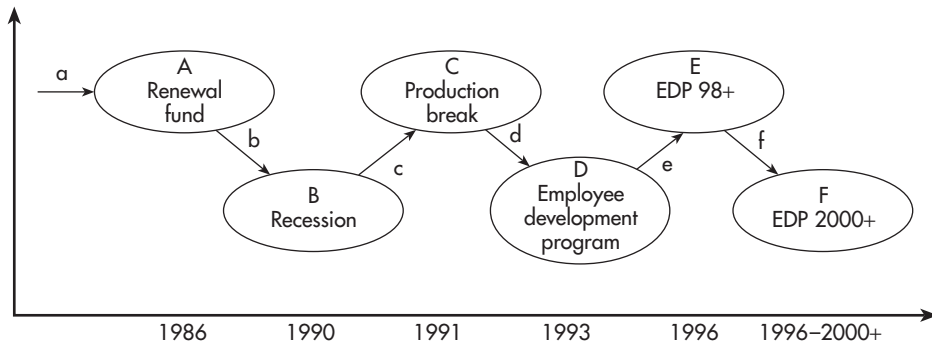 a
A
Renewal
fund
b
B
Recession
c
C
Production
break
d
D
Employee
development
program
e
E
EDP 98+
f
F
EDP 2000+
1986 1990 1991 1993 1996 1996–2000+